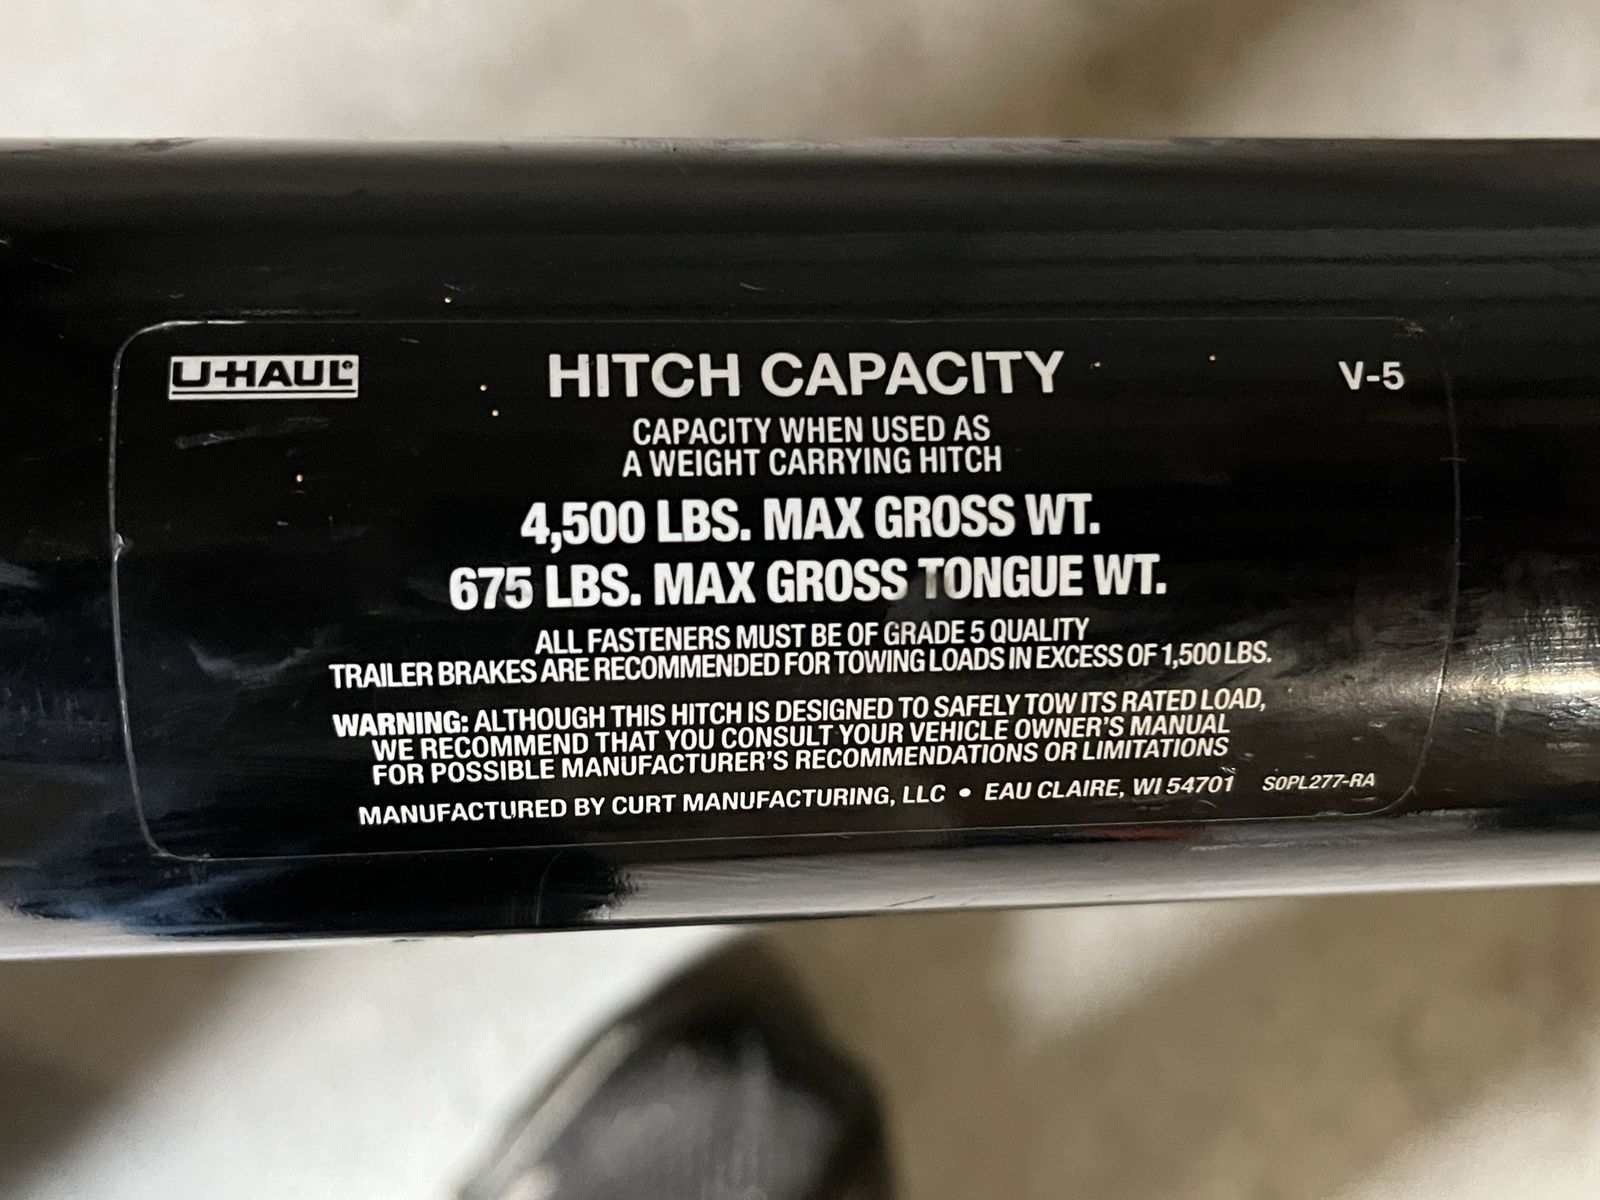 U-HAUL®
HITCH CAPACITY
V-5
CAPACITY WHEN USED AS
A WEIGHT CARRYING HITCH
4,500 LBS. MAX GROSS WT.
675 LBS. MAX GROSS TONGUE WT.
ALL FASTENERS MUST BE OF GRADE 5 QUALITY
TRAILER BRAKES ARE RECOMMENDED FOR TOWING LOADS IN EXCESS OF 1,500 LBS.
WARNING: ALTHOUGH THIS HITCH IS DESIGNED TO SAFELY TOW ITS RATED LOAD,
WE RECOMMEND THAT YOU CONSULT YOUR VEHICLE OWNER'S MANUAL
FOR POSSIBLE MANUFACTURER'S RECOMMENDATIONS OR LIMITATIONS
MANUFACTURED BY CURT MANUFACTURING, LLC • EAU CLAIRE, WI 54701 S0PL277-RA